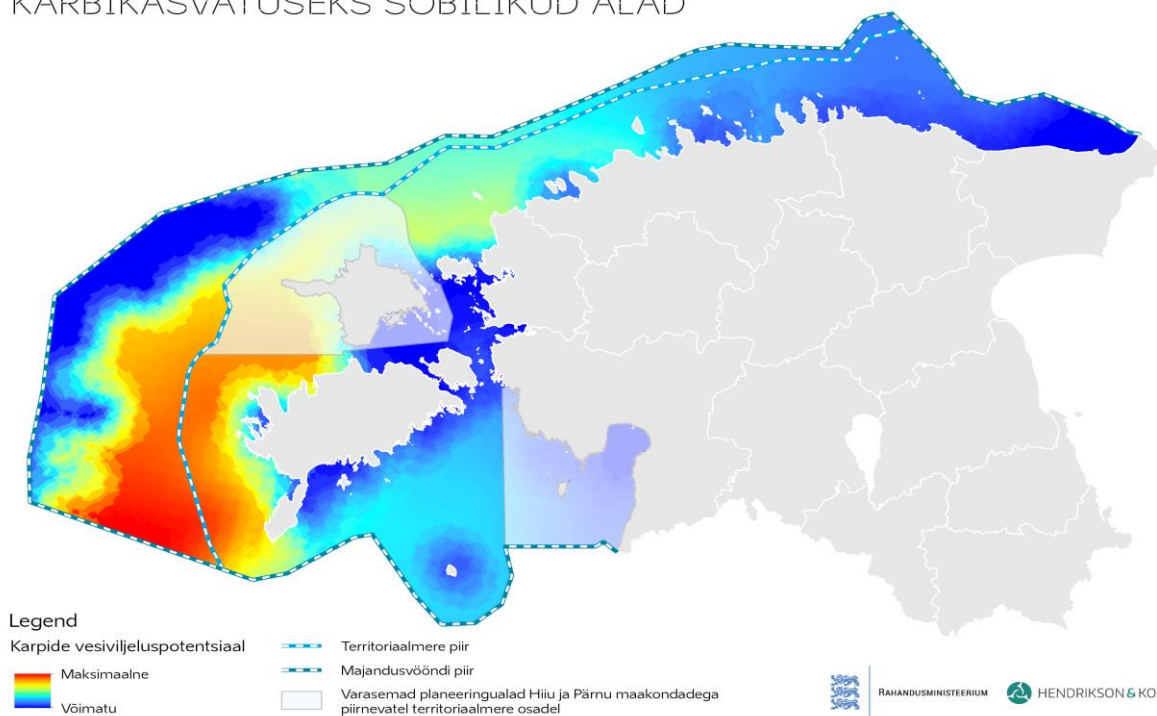 KARBIKASVATUSEKS SOBILIKUD ALAD
Legend
Karpide vesiviljeluspotentsiaal
Maksimaalne
Võimatu
Territoriaalmere piir
Majandusvööndi piir
Varasemad planeeringualad Hiiu ja Pärnu maakondadega
piirnevatel territoriaalmere osadel
RAHANDUSMINISTEERIUM
HENDRIKSON & KO